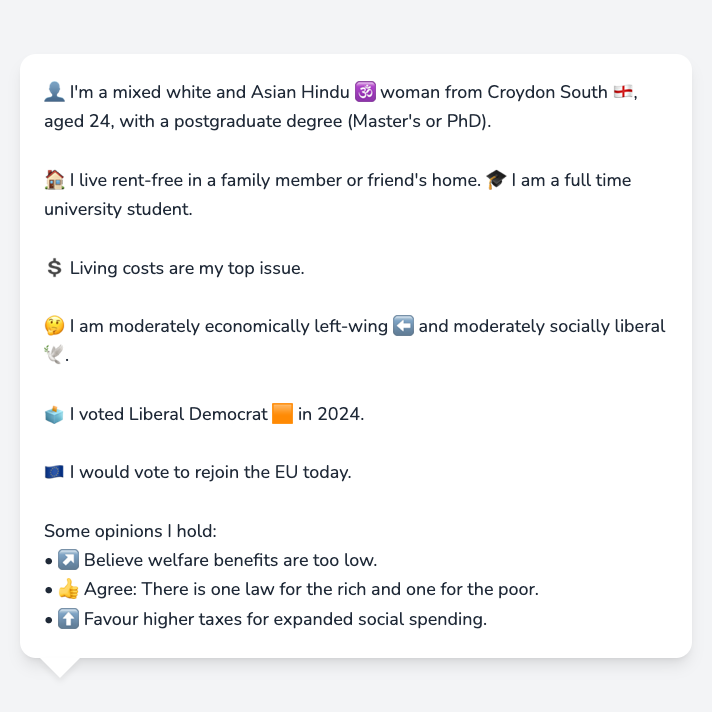 👤 I'm a mixed white and Asian Hindu 🕉️ woman from Croydon South 🏴󠁧󠁢󠁥󠁮󠁧󠁿,
aged 24, with a postgraduate degree (Master's or PhD).
🏠 I live rent-free in a family member or friend's home. 🎓 I am a full time
university student.
💲 Living costs are my top issue.
🤔 I am moderately economically left-wing ⬅️ and moderately socially liberal
🕊️.
🗳️ I voted Liberal Democrat 🟧 in 2024.
🇪🇺 I would vote to rejoin the EU today.
Some opinions I hold:
• ↗️ Believe welfare benefits are too low.
• 👍 Agree: There is one law for the rich and one for the poor.
• ⬆️ Favour higher taxes for expanded social spending.